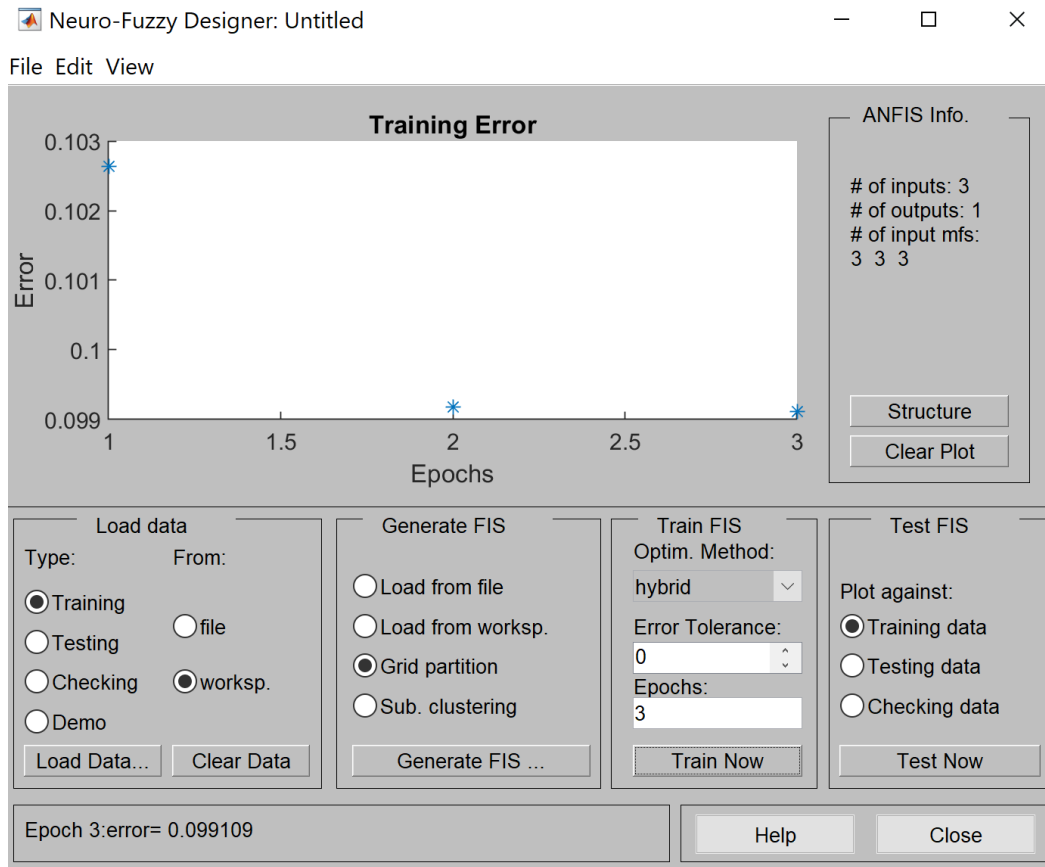 Neuro-Fuzzy Designer: Untitled
File Edit View
Training Error
0.103
0.102
0.101
0.1
0.099
Error
1
1.5
2
2.5
3
Epochs
ANFIS Info.
# of inputs: 3
# of outputs: 1
# of input mfs:
3 3 3
Structure
Clear Plot
Load data
Type:
From:
Training
Testing
Checking
Demo
file
worksp.
Load Data...
Clear Data
Generate FIS
Load from file
Load from worksp.
Grid partition
Sub. clustering
Generate FIS ...
Train FIS
Optim. Method:
hybrid
Error Tolerance:
0
Epochs:
3
Train Now
Test FIS
Plot against:
Training data
Testing data
Checking data
Test Now
Epoch 3:error= 0.099109
Help
Close